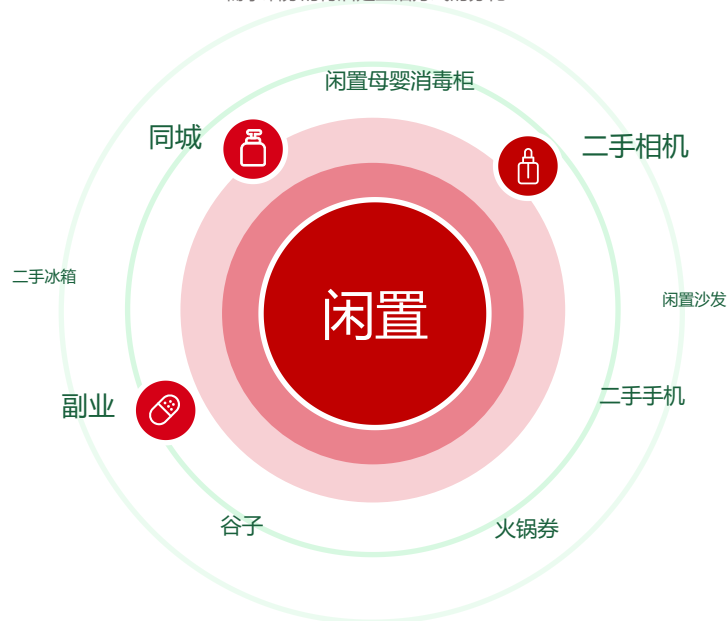 闲置母婴消毒柜
同城
二手相机
二手冰箱
闲置沙发
闲置
副业
二手手机
谷子
火锅券